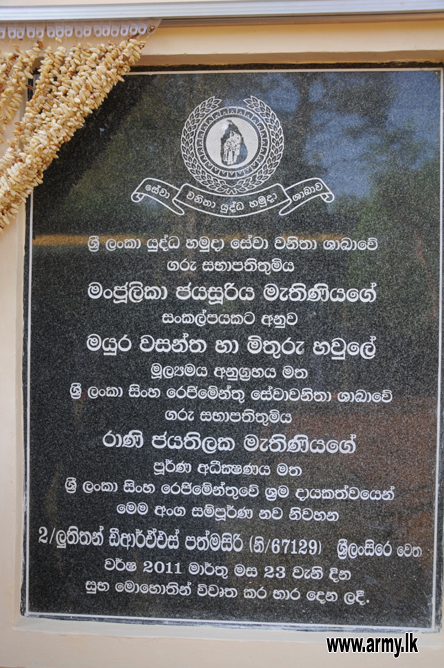 සේවා වනිතා යුද්ධ හමුදා ශාඛාව
ශ්‍රී ලංකා යුද්ධ හමුදා සේවා වනිතා ශාඛාවේ
ගරු සභාපතිතුමිය
මංජුලිකා ජයසූරිය මැතිණියගේ
සංකල්පයකට අනුව
මයුර වසන්ත හා මිතුරු හවුලේ
මූල්‍යමය අනුග්‍රහය මත
ශ්‍රී ලංකා සිංහ රෙජිමේන්තු සේවාවනිතා ශාඛාවේ
ගරු සභාපතිතුමිය
රාණි ජයතිලක මැතිණියගේ
පූර්ණ අධීක්ෂණය මත
ශ්‍රී ලංකා සිංහ රෙජිමේන්තුවේ ශ්‍රම දායකත්වයෙන්
මෙම අංග සම්පූර්ණ නව නිවහන
2/ලුතිතන් ඩීආර්ඒඑස් පත්මසිරි (නි/67129) ශ්‍රීලංසිරෙ වෙත
වර්ෂ 2011 මාර්තු මස 23 වැනි දින
සුභ මොහොතින් විවෘත කර භාර දෙන ලදී.
www.army.lk